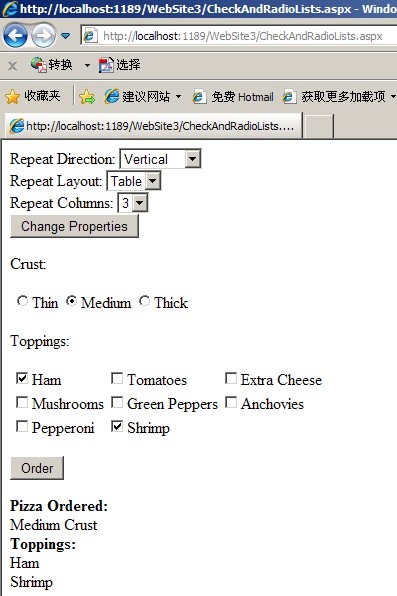 http://localhost:1189/WebSite3/CheckAndRadioLists.aspx - Windo
http://localhost:1189/WebSite3/CheckAndRadioLists.aspx
x 转换 选择
收藏夹 建议网站 免费 Hotmail 获取更多加载项
http://localhost:1189/WebSite3/CheckAndRadioLists....
Repeat Direction: Vertical
Repeat Layout: Table
Repeat Columns: 3
Change Properties
Crust:
Thin Medium Thick
Toppings:
Ham Tomatoes Extra Cheese
Mushrooms Green Peppers Anchovies
Pepperoni Shrimp
Order
Pizza Ordered:
Medium Crust
Toppings:
Ham
Shrimp